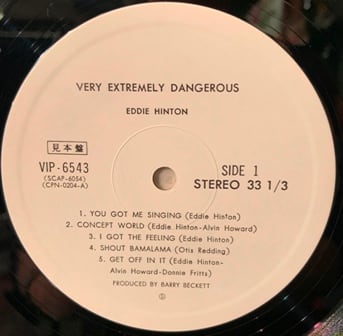 VERY EXTREMELY DANGEROUS
EDDIE HINTON
見本盤
VIP-6543
(SCAP-6054)
(CPN-0204-A)
SIDE 1
STEREO 33 1/3
1. YOU GOT ME SINGING (Eddie Hinton)
2. CONCEPT WORLD (Eddie Hinton-Alvin Howard)
3. I GOT THE FEELING (Eddie Hinton)
4. SHOUT BAMALAMA (Otis Redding)
5. GET OFF IN IT (Eddie Hinton-
Alvin Howard-Donnie Fritts)
PRODUCED BY BARRY BECKETT
Ⓢ